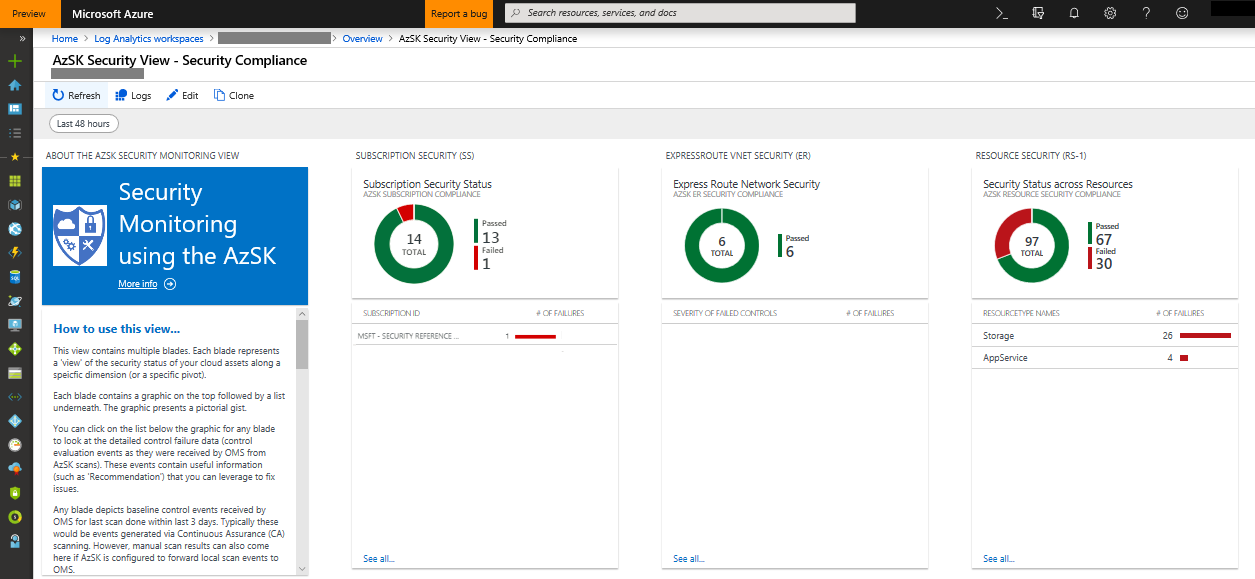 Preview
Microsoft Azure
Report a bug
Search resources, services, and docs
Home > Log Analytics workspaces > > Overview > AzSK Security View - Security Compliance
AzSK Security View - Security Compliance
Refresh
Logs
Edit
Clone
Last 48 hours
ABOUT THE AZSK SECURITY MONITORING VIEW
Security
Monitoring
using the AzSK
More info
How to use this view...
This view contains multiple blades. Each blade represents
a 'view' of the security status of your cloud assets along a
speicfic dimension (or a specific pivot).
Each blade contains a graphic on the top followed by a list
underneath. The graphic presents a pictorial gist.
You can click on the list below the graphic for any blade
to look at the detailed control failure data (control
evaluation events as they were received by OMS from
AzSK scans). These events contain useful information
(such as 'Recommendation') that you can leverage to fix
issues.
Any blade depicts baseline control events received by
OMS for last scan done within last 3 days. Typically these
would be events generated via Continuous Assurance (CA)
scanning. However, manual scan results can also come
here if AzSK is configured to forward local scan events to
OMS.
SUBSCRIPTION SECURITY (SS)
Subscription Security Status
AZSK SUBSCRIPTION COMPLIANCE
14
TOTAL
Passed
13
Failed
1
SUBSCRIPTION ID # OF FAILURES
MSFT - SECURITY REFERENCE ... 1
See all...
EXPRESSROUTE VNET SECURITY (ER)
Express Route Network Security
AZSK ER SECURITY COMPLIANCE
6
TOTAL
Passed
6
SEVERITY OF FAILED CONTROLS # OF FAILURES
See all...
RESOURCE SECURITY (RS-1)
Security Status across Resources
AZSK RESOURCE SECURITY COMPLIANCE
97
TOTAL
Passed
67
Failed
30
RESOURCETYPE NAMES # OF FAILURES
Storage 26
AppService 4
See all...